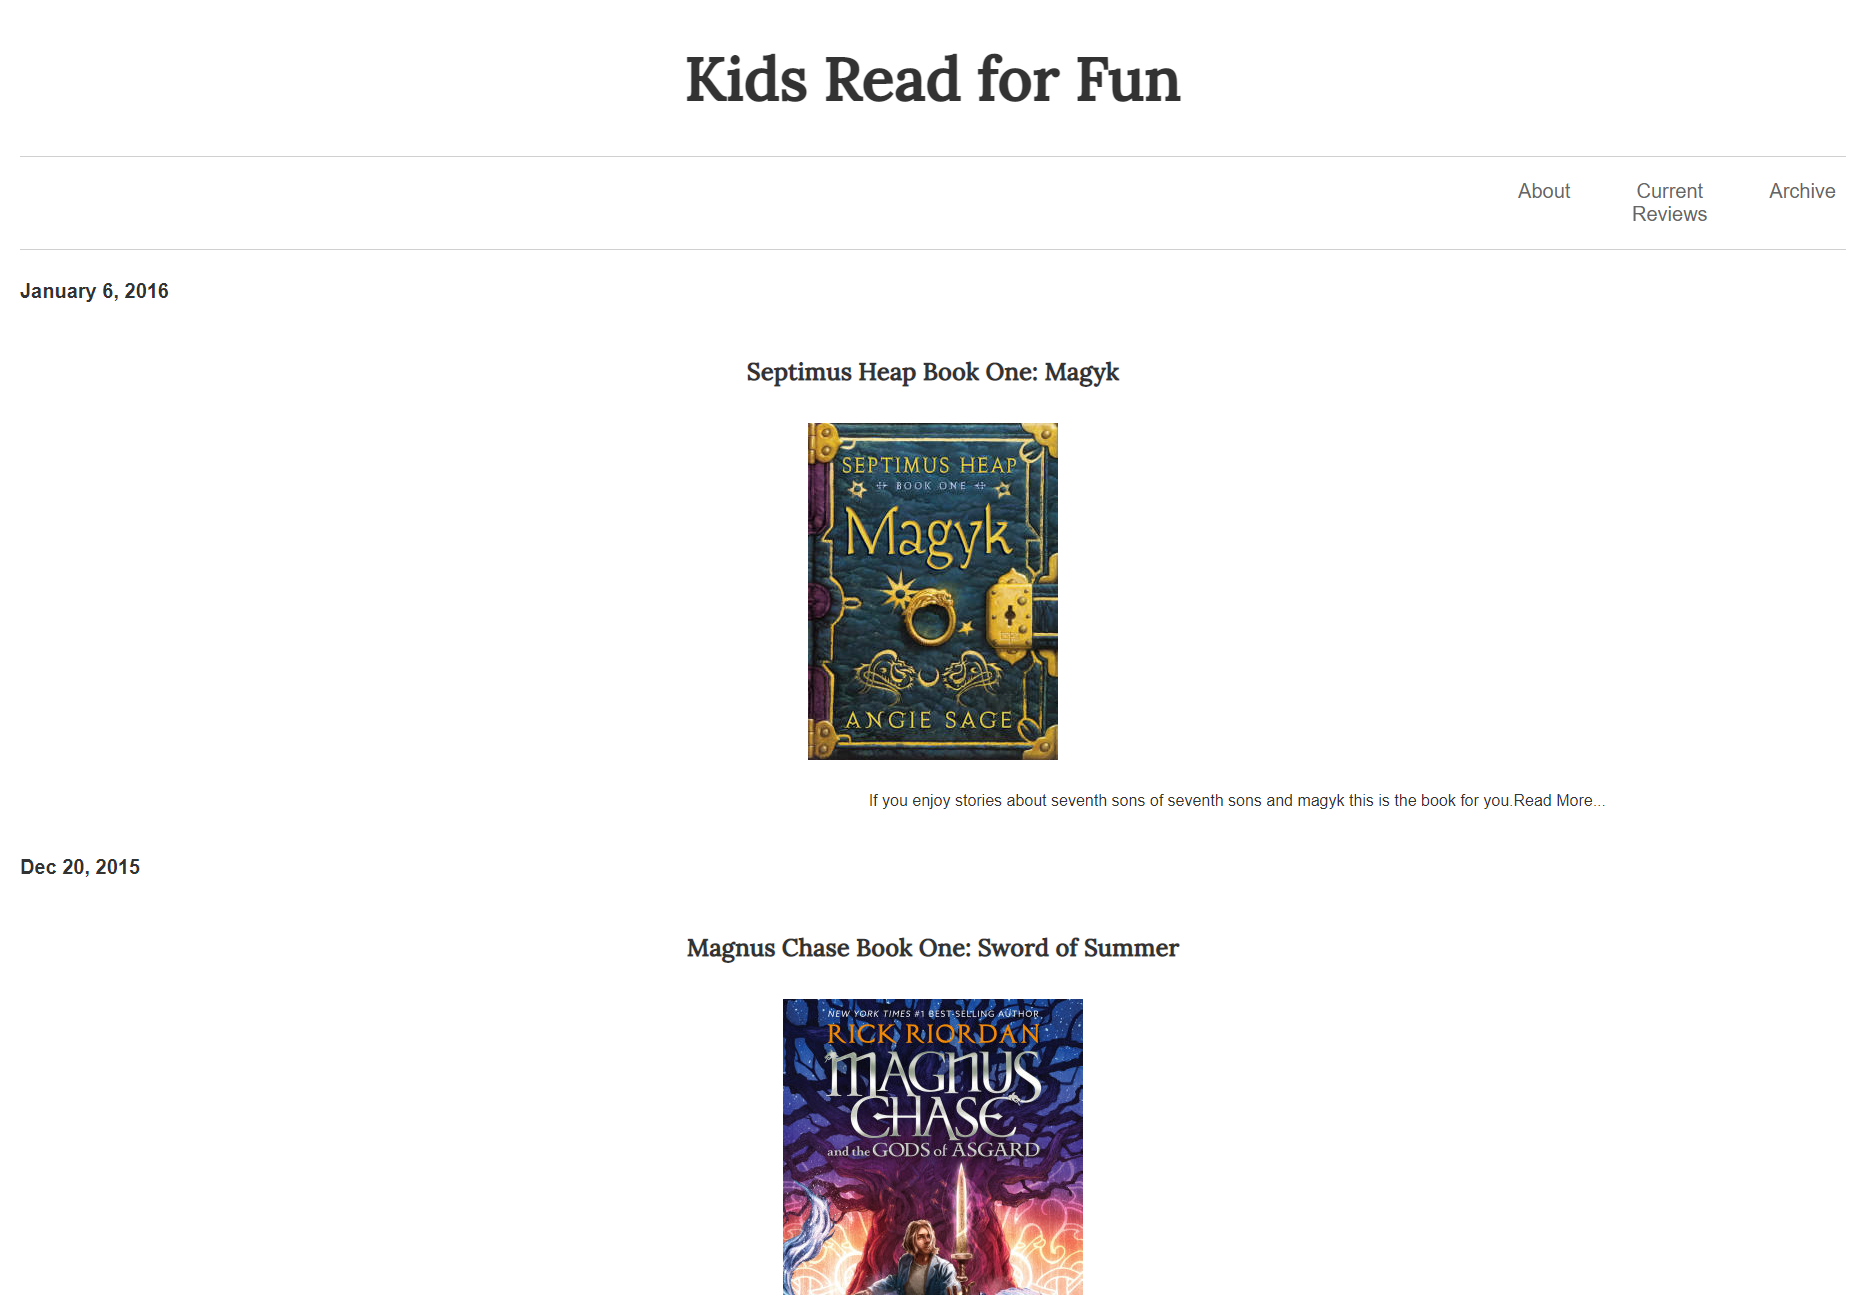 Kids Read for Fun
About
Current
Reviews
Archive
January 6, 2016
Septimus Heap Book One: Magyk
SEPTIMUS HEAP
BOOK ONE
Magyk
ANGIE SAGE
If you enjoy stories about seventh sons of seventh sons and magyk this is the book for you.Read More...
Dec 20, 2015
Magnus Chase Book One: Sword of Summer
NEW YORK TIMES #1 BEST-SELLING AUTHOR
RICK RIORDAN
MAGNUS
CHASE
and the GODS of ASGARD